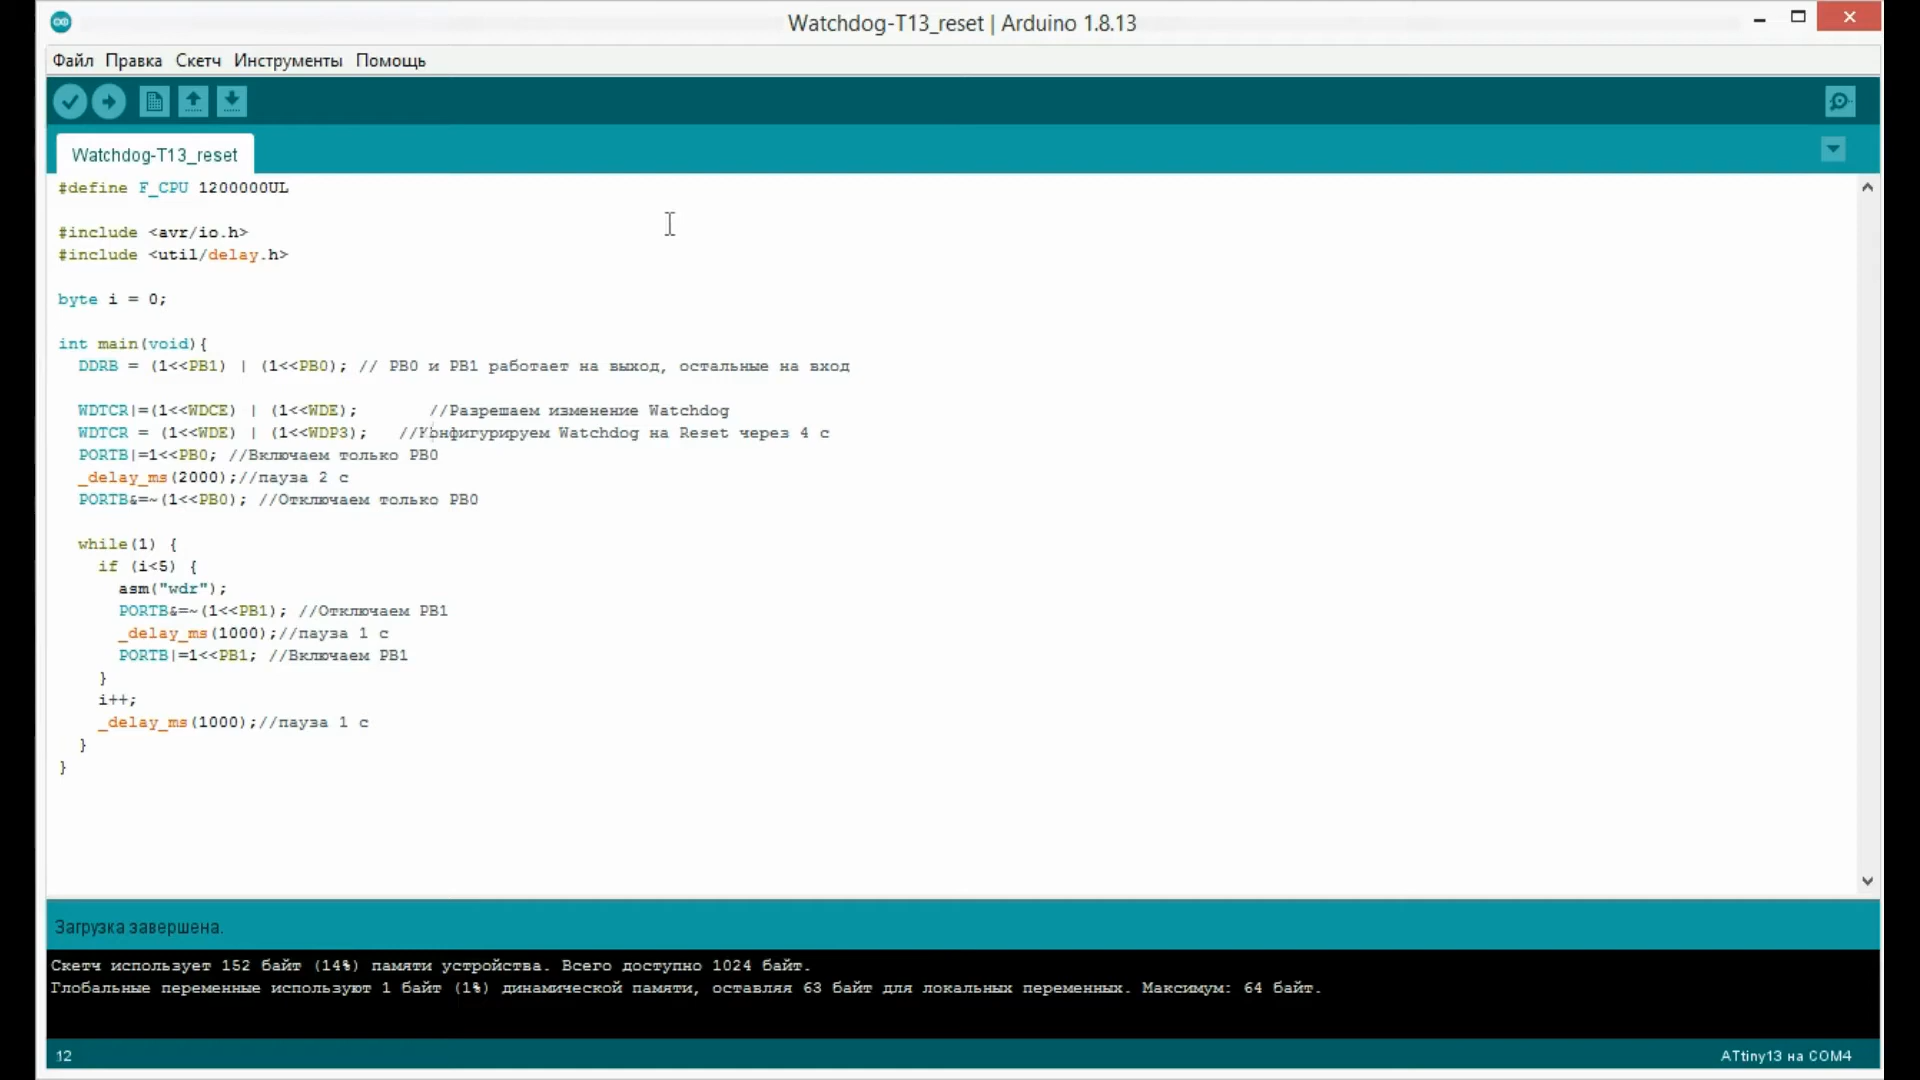 Watchdog-T13_reset | Arduino 1.8.13
Файл Правка Скетч Инструменты Помощь
Watchdog-T13_reset
#define F_CPU 1200000UL
#include <avr/io.h>
#include <util/delay.h>
byte i = 0;
int main(void){
DDRB = (1<<PB1) | (1<<PB0); // PB0 и PB1 работает на выход, остальные на вход
WDTCR|=(1<<WDCE) | (1<<WDE); //Разрешаем изменение Watchdog
WDTCR = (1<<WDE) | (1<<WDP3); //Конфигурируем Watchdog на Reset через 4 с
PORTB|=1<<PB0; //Включаем только PB0
_delay_ms(2000);//пауза 2 с
PORTB&=~(1<<PB0); //Отключаем только PB0
while(1) {
if (i<5) {
asm("wdr");
PORTB&=~(1<<PB1); //Отключаем PB1
_delay_ms(1000);//пауза 1 с
PORTB|=1<<PB1; //Включаем PB1
}
i++;
_delay_ms(1000);//пауза 1 с
}
}
Загрузка завершена.
Скетч использует 152 байт (14%) памяти устройства. Всего доступно 1024 байт.
Глобальные переменные используют 1 байт (1%) динамической памяти, оставляя 63 байт для локальных переменных. Максимум: 64 байт.
12
ATtiny13 на COM4